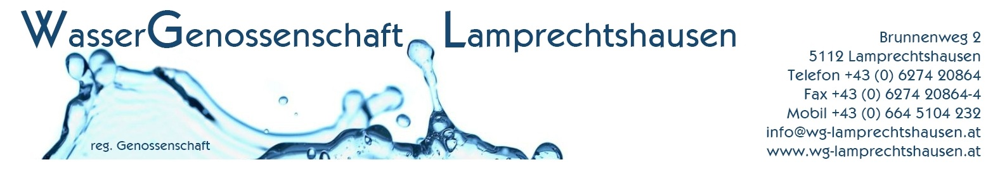 WasserGenossenschaft Lamprechtshausen
Brunnenweg 2
5112 Lamprechtshausen
Telefon +43 (0) 6274 20864
Fax +43 (0) 6274 20864-4
Mobil +43 (0) 664 5104 232
info@wg-lamprechtshausen.at
www.wg-lamprechtshausen.at
reg. Genossenschaft